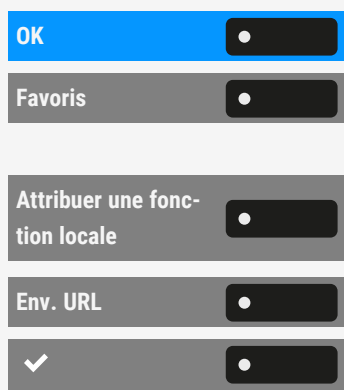 OK
Favoris
Attribuer une fonc-
tion locale
Env. URL